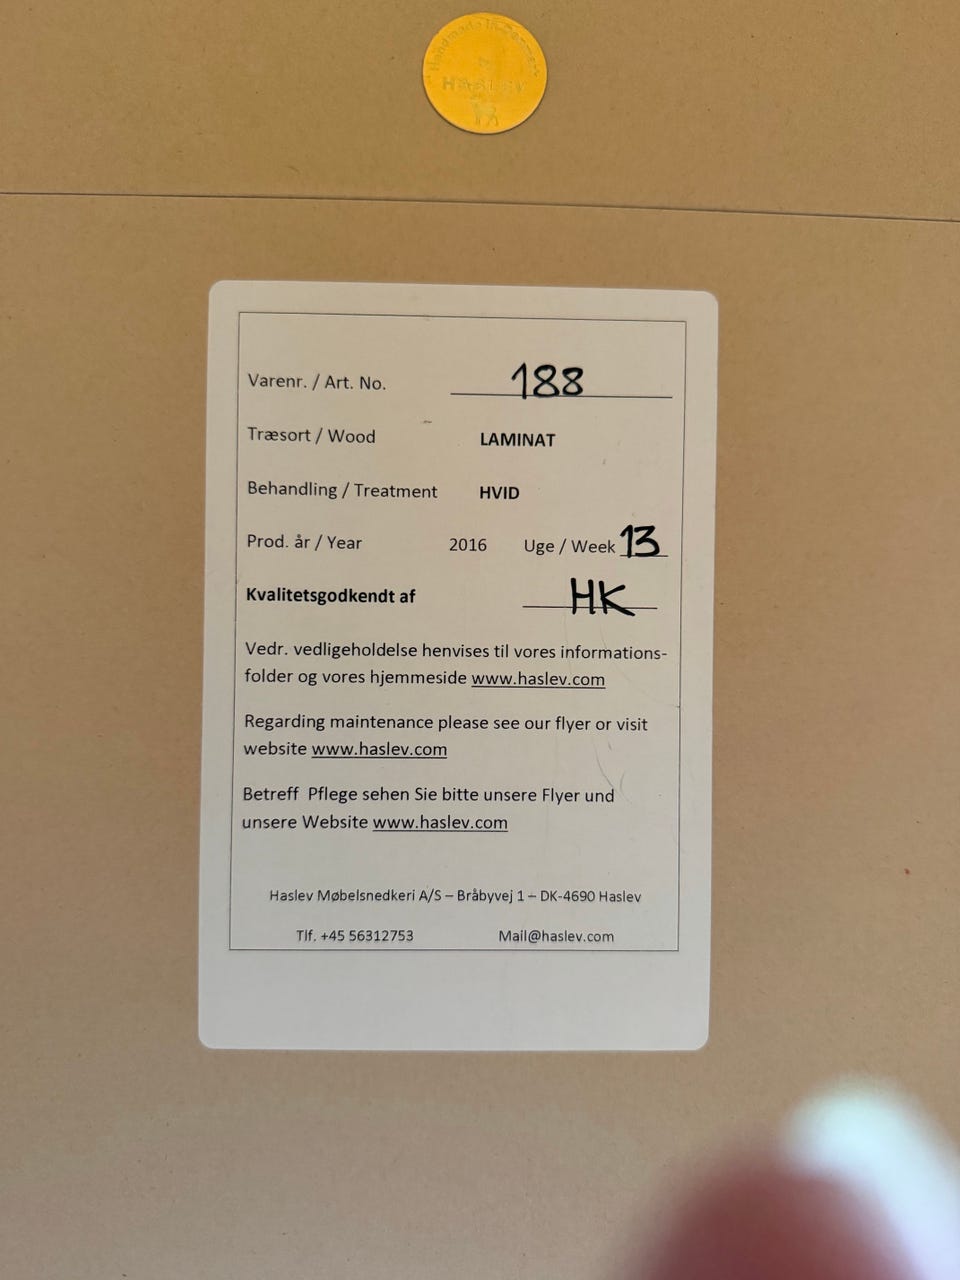 Handmade in Denmark
HASLEV
Varenr. / Art. No. 188
Træsort / Wood LAMINAT
Behandling / Treatment HVID
Prod. år / Year 2016 Uge / Week 13
Kvalitetsgodkendt af HK
Vedr. vedligeholdelse henvises til vores informations-
folder og vores hjemmeside www.haslev.com
Regarding maintenance please see our flyer or visit
website www.haslev.com
Betreff Pflege sehen Sie bitte unsere Flyer und
unsere Website www.haslev.com
Haslev Møbelsnedkeri A/S – Bråbyvej 1 – DK-4690 Haslev
Tlf. +45 56312753 Mail@haslev.com